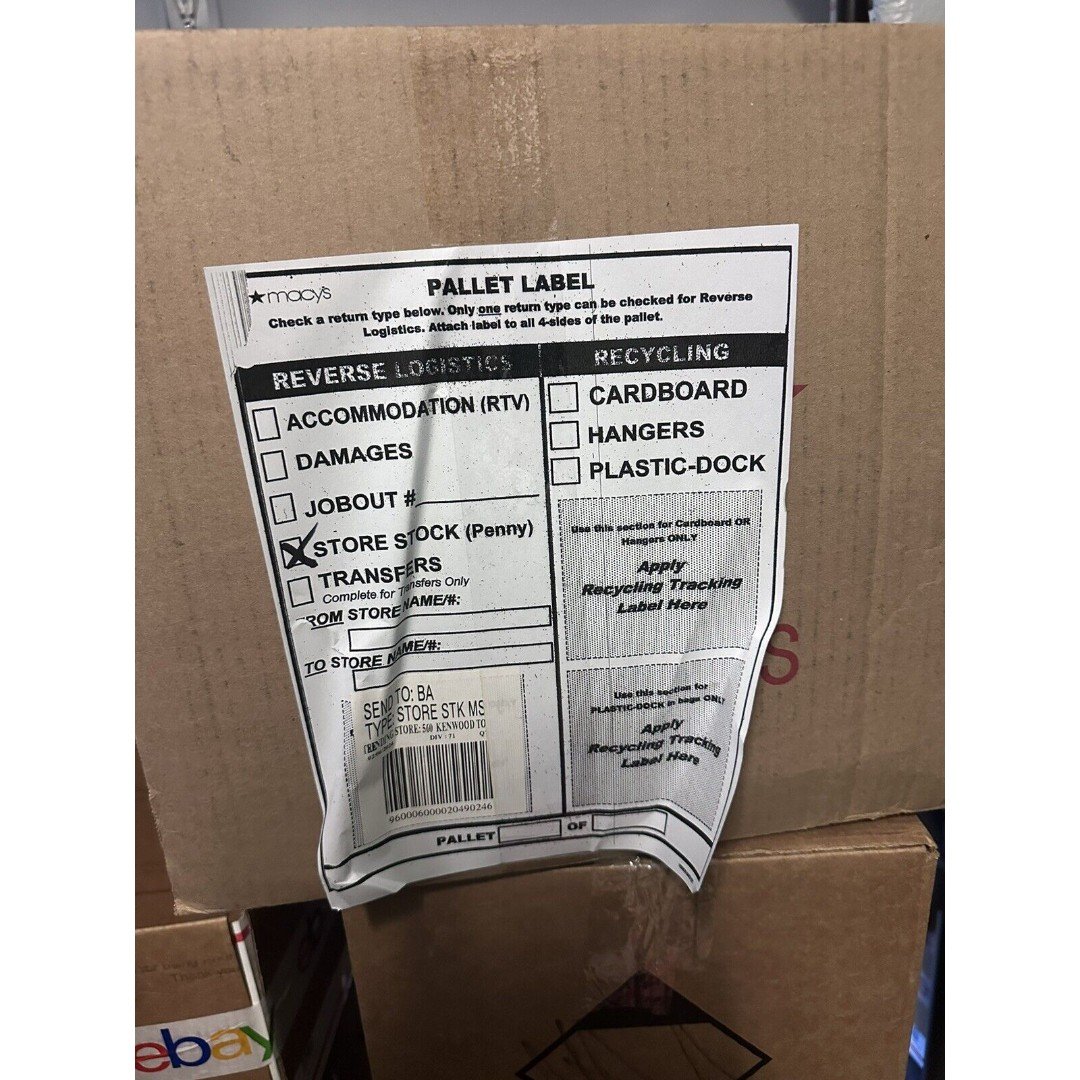 ★macy's
PALLET LABEL
Check a return type below. Only one return type can be checked for Reverse
Logistics. Attach label to all 4-sides of the pallet.
REVERSE LOGISTICS
ACCOMMODATION (RTV)
DAMAGES
JOBOUT #
STORE STOCK (Penny)
TRANSFERS
Complete for Transfers Only
FROM STORE NAME/#:
TO STORE NAME/#:
SEND TO: BA
TYPE: STORE STK MS
STORE: 560 KENWOOD TO
DIV: 71
960006000020490246
RECYCLING
CARDBOARD
HANGERS
PLASTIC-DOCK
Use this section for Cardboard OR
Hangers ONLY
Apply
Recycling Tracking
Label Here
Use this section for
PLASTIC-DOCK in bags ONLY
Apply
Recycling Tracking
Label Here
PALLET OF
S
ebay